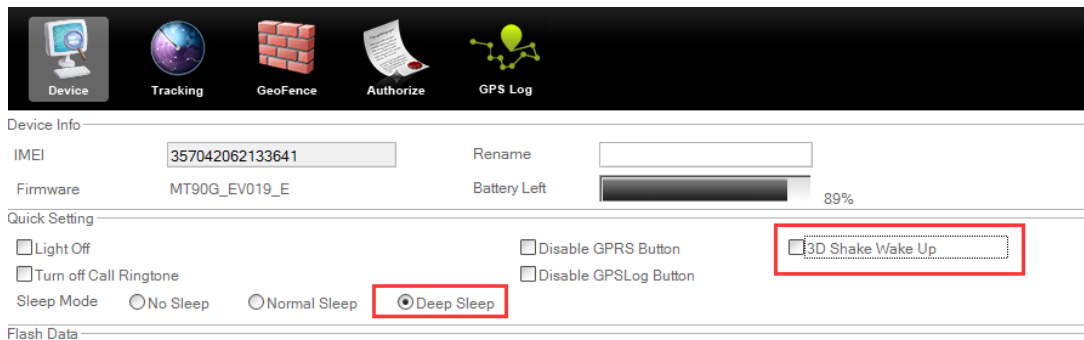 Device Tracking GeoFence Authorize GPS Log
Device Info
IMEI 357042062133641 Rename
Firmware MT90G_EV019_E Battery Left 89%
Quick Setting
Light Off Disable GPRS Button 3D Shake Wake Up
Turn off Call Ringtone Disable GPSLog Button
Sleep Mode No Sleep Normal Sleep Deep Sleep
Flash Data